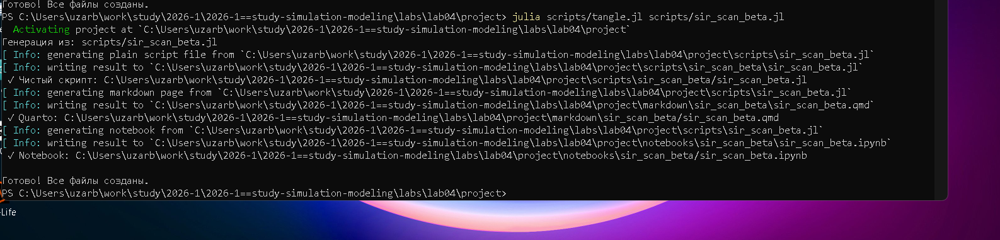 Готово! Все файлы созданы.
PS C:\Users\uzarb\work\study\2026-1\2026-1==study-simulation-modeling\labs\lab04\project> julia scripts/tangle.jl scripts/sir_scan_beta.jl
Activating project at `C:\Users\uzarb\work\study\2026-1\2026-1==study-simulation-modeling\labs\lab04\project`
Генерация из: scripts/sir_scan_beta.jl
[ Info: generating plain script file from `C:\Users\uzarb\work\study\2026-1\2026-1==study-simulation-modeling\labs\lab04\project\scripts\sir_scan_beta.jl`
[ Info: writing result to `C:\Users\uzarb\work\study\2026-1\2026-1==study-simulation-modeling\labs\lab04\project\scripts\sir_scan_beta\sir_scan_beta.jl`
✓ Чистый скрипт: C:\Users\uzarb\work\study\2026-1\2026-1==study-simulation-modeling\labs\lab04\project\scripts\sir_scan_beta/sir_scan_beta.jl
[ Info: generating markdown page from `C:\Users\uzarb\work\study\2026-1\2026-1==study-simulation-modeling\labs\lab04\project\scripts\sir_scan_beta.jl`
[ Info: writing result to `C:\Users\uzarb\work\study\2026-1\2026-1==study-simulation-modeling\labs\lab04\project\markdown\sir_scan_beta\sir_scan_beta.qmd`
✓ Quarto: C:\Users\uzarb\work\study\2026-1\2026-1==study-simulation-modeling\labs\lab04\project\markdown\sir_scan_beta/sir_scan_beta.qmd
[ Info: generating notebook from `C:\Users\uzarb\work\study\2026-1\2026-1==study-simulation-modeling\labs\lab04\project\scripts\sir_scan_beta.jl`
[ Info: writing result to `C:\Users\uzarb\work\study\2026-1\2026-1==study-simulation-modeling\labs\lab04\project\notebooks\sir_scan_beta\sir_scan_beta.ipynb`
✓ Notebook: C:\Users\uzarb\work\study\2026-1\2026-1==study-simulation-modeling\labs\lab04\project\notebooks\sir_scan_beta/sir_scan_beta.ipynb
Готово! Все файлы созданы.
PS C:\Users\uzarb\work\study\2026-1\2026-1==study-simulation-modeling\labs\lab04\project>
-Life